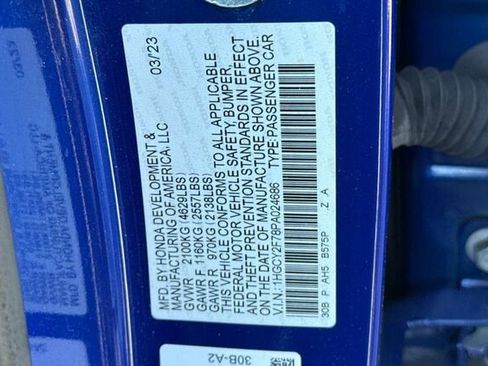 MFD. BY HONDA DEVELOPMENT & 03/23
MANUFACTURING OF AMERICA, LLC
GVWR 2100KG (4629LBS)
GAWR F 1160KG (2557LBS)
GAWR R 970KG (2138LBS)
THIS VEHICLE CONFORMS TO ALL APPLICABLE
FEDERAL MOTOR VEHICLE SAFETY, BUMPER,
AND THEFT PREVENTION STANDARDS IN EFFECT
ON THE DATE OF MANUFACTURE SHOWN ABOVE.
V.I.N.: 1HGCY2F78PA024686 TYPE: PASSENGER CAR
30B P AH5 B575P Z A
30B-A2